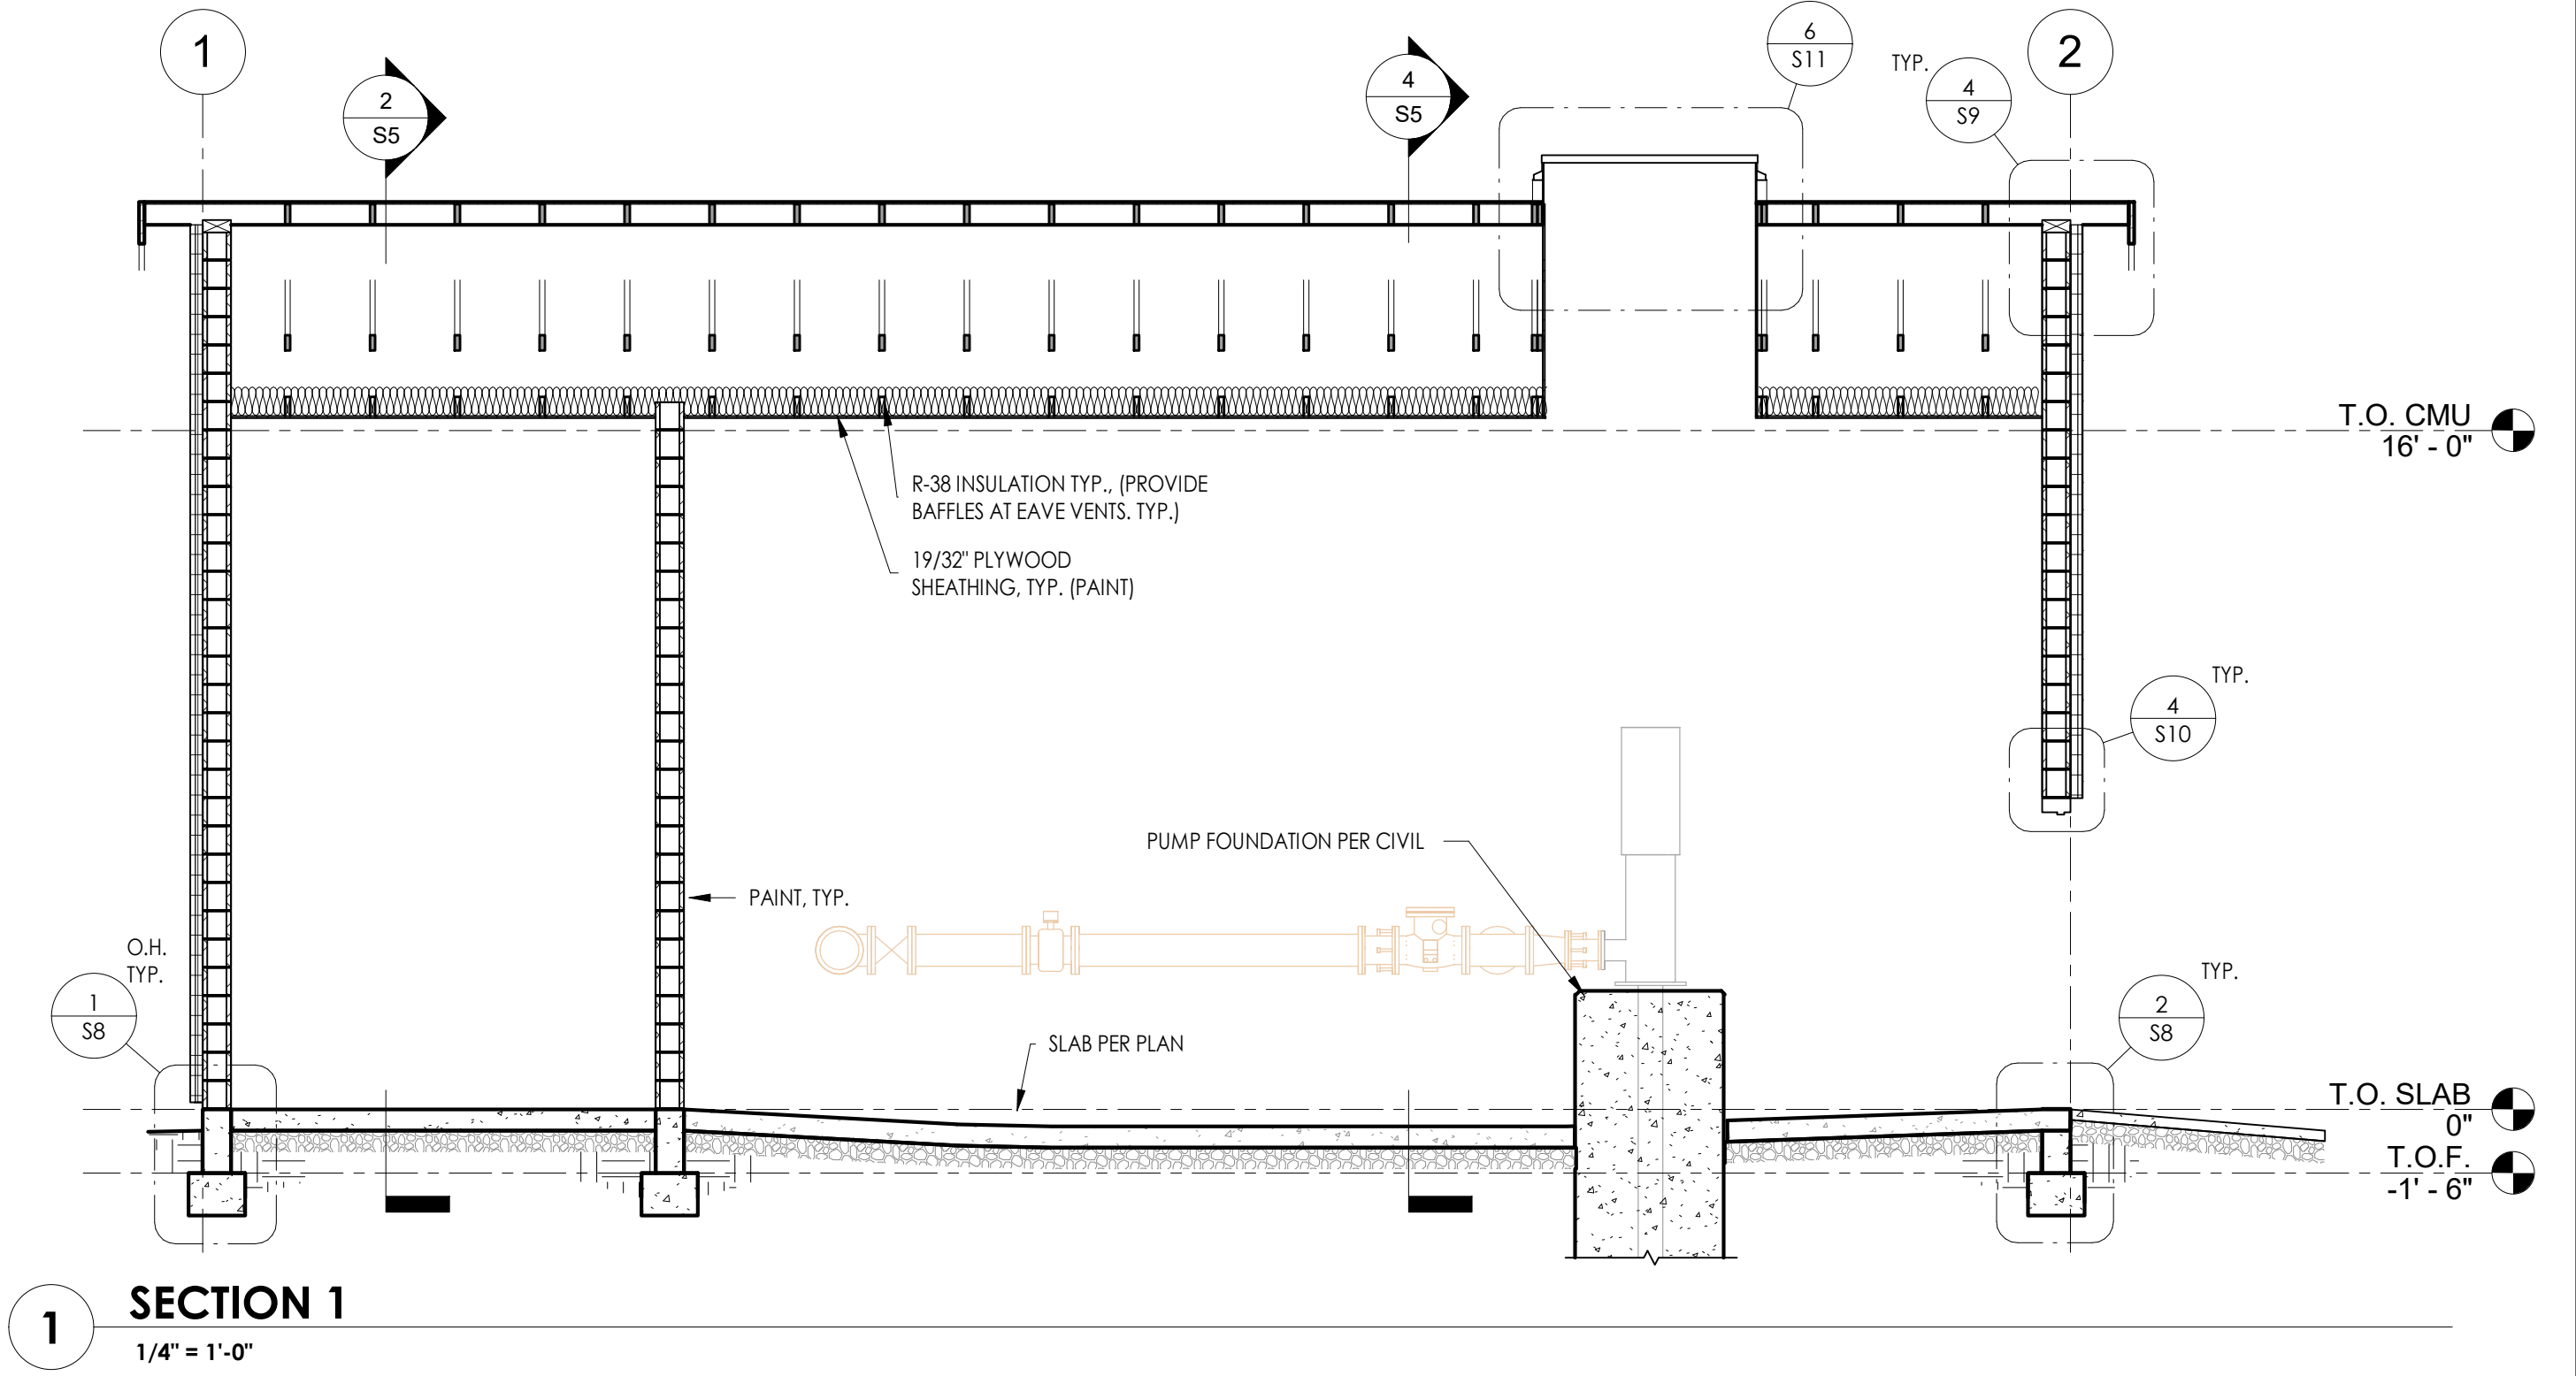 1
2
S5
4
S5
6
S11
TYP.
4
S9
2
T.O. CMU
16' - 0"
R-38 INSULATION TYP., (PROVIDE
BAFFLES AT EAVE VENTS. TYP.)
19/32" PLYWOOD
SHEATHING, TYP. (PAINT)
TYP.
4
S10
PUMP FOUNDATION PER CIVIL
PAINT, TYP.
O.H.
TYP.
1
S8
TYP.
2
S8
SLAB PER PLAN
T.O. SLAB
0"
T.O.F.
-1' - 6"
1
SECTION 1
1/4" = 1'-0"